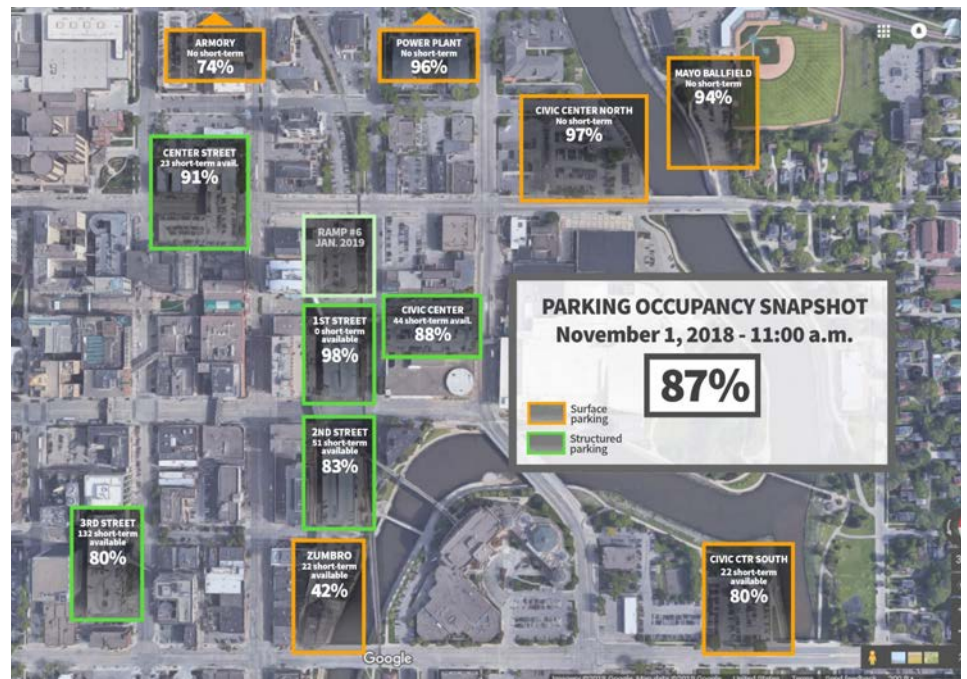 ARMORY
No short-term
74%
POWER PLANT
No short-term
96%
MAYO BALLFIELD
No short-term
94%
CIVIC CENTER NORTH
No short-term
97%
CENTER STREET
23 short-term avail.
91%
RAMP #6
JAN. 2019
1ST STREET
0 short-term
available
98%
CIVIC CENTER
44 short-term avail.
88%
PARKING OCCUPANCY SNAPSHOT
November 1, 2018 - 11:00 a.m.
87%
Surface
parking
Structured
parking
2ND STREET
51 short-term
available
83%
3RD STREET
132 short-term
available
80%
ZUMBRO
22 short-term
available
42%
CIVIC CTR SOUTH
22 short-term
available
80%
Google